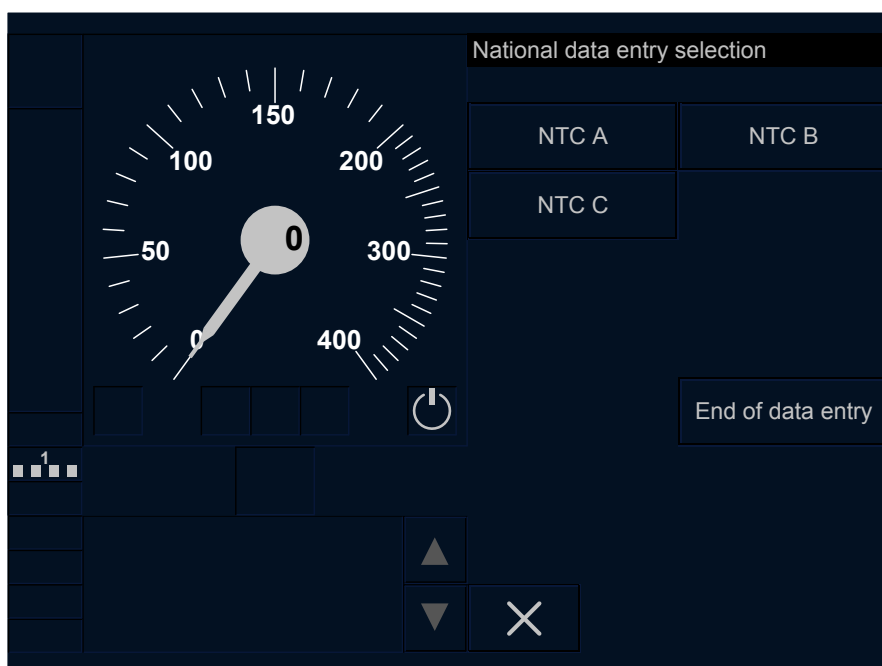 National data entry selection
150
100
200
50
0
300
0
400
NTC A
NTC B
NTC C
End of data entry
1